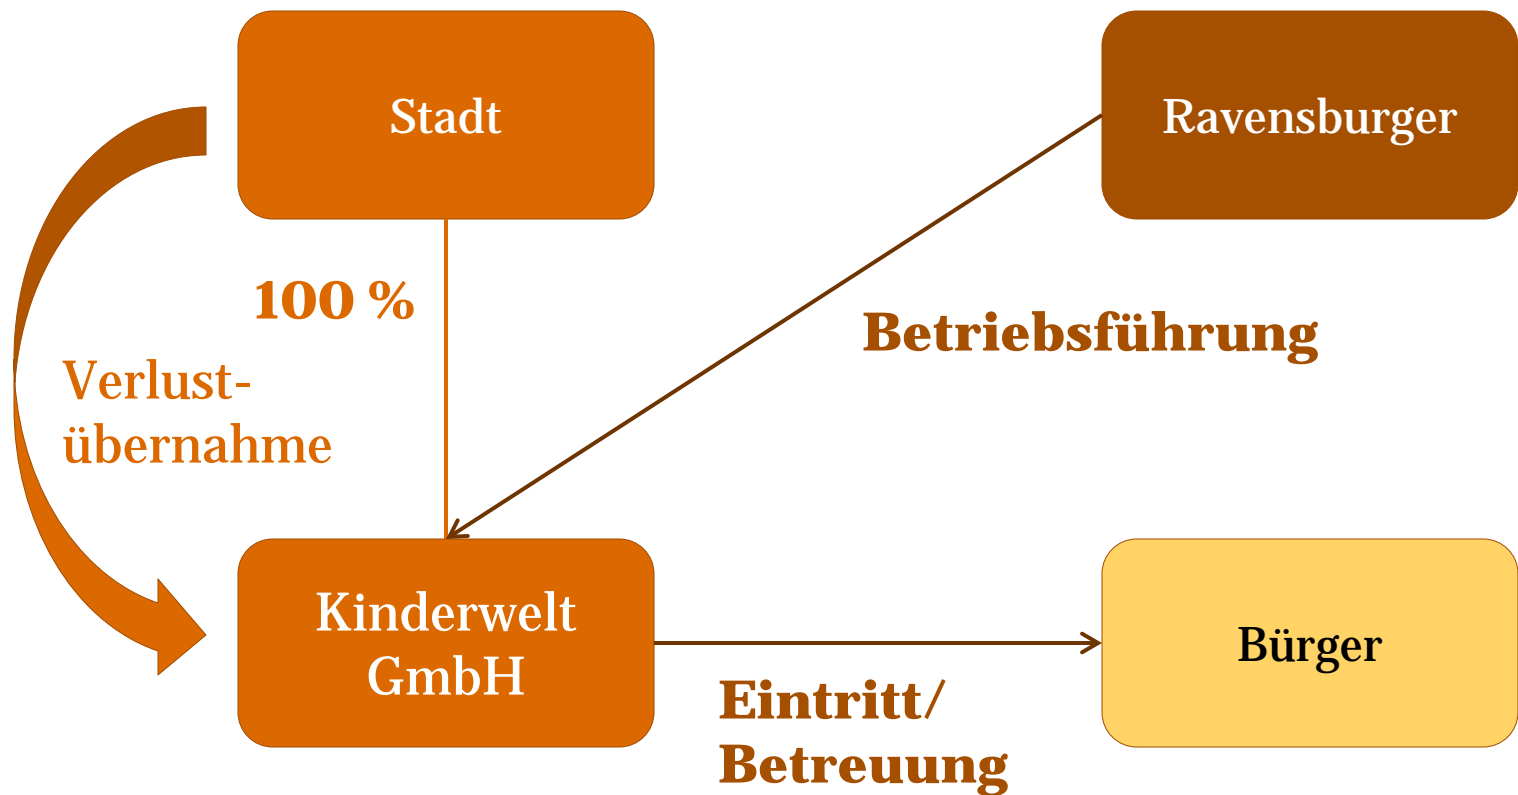 Stadt
Ravensburger
100 %
Betriebsführung
Verlust-
übernahme
Kinderwelt
GmbH
Bürger
Eintritt/
Betreuung